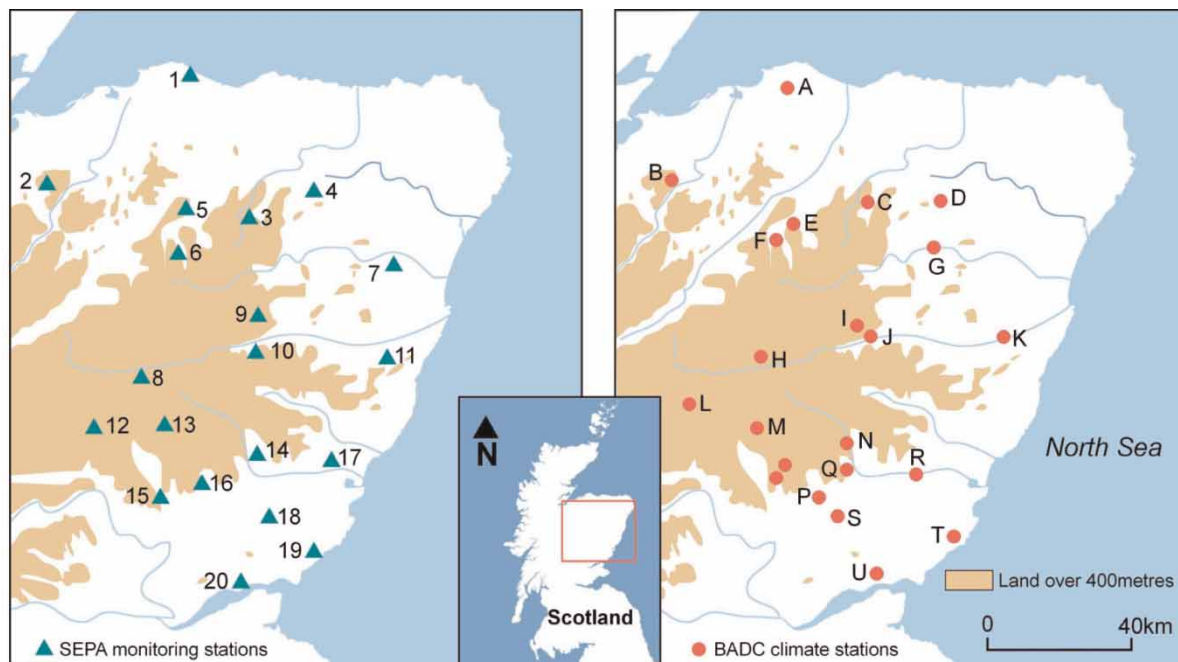 1
2
5
3
4
6
7
9
10
11
8
12
13
14
17
16
15
18
19
20
SEPA monitoring stations
N
Scotland
A
B
C
D
E
F
G
I
J
K
H
L
M
N
Q
R
P
S
T
U
North Sea
Land over 400metres
0
40km
BADC climate stations